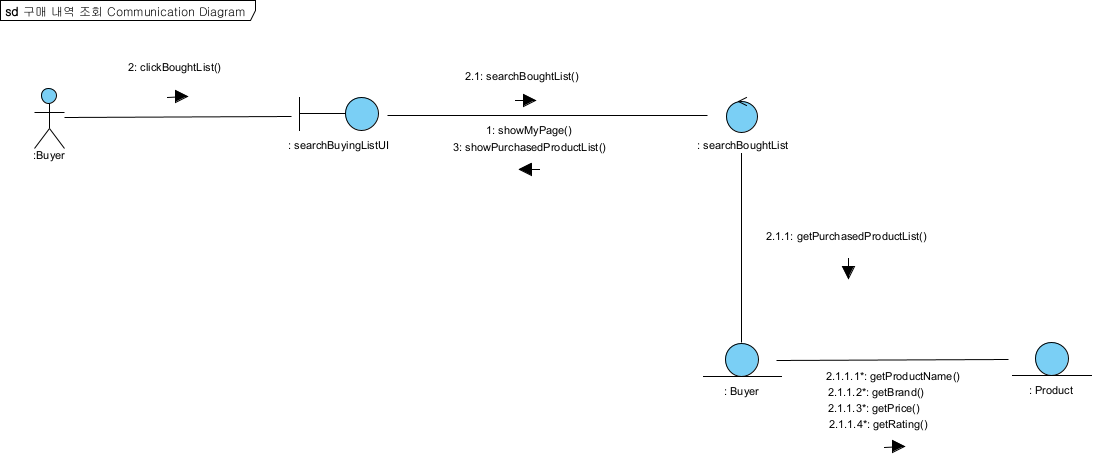 sd 구매 내역 조회 Communication Diagram
2: clickBoughtList()
2.1: searchBoughtList()
1: showMyPage()
3: showPurchasedProductList()
:Buyer
: searchBuyingListUI
: searchBoughtList
2.1.1: getPurchasedProductList()
: Buyer
2.1.1.1*: getProductName()
2.1.1.2*: getBrand()
2.1.1.3*: getPrice()
2.1.1.4*: getRating()
: Product